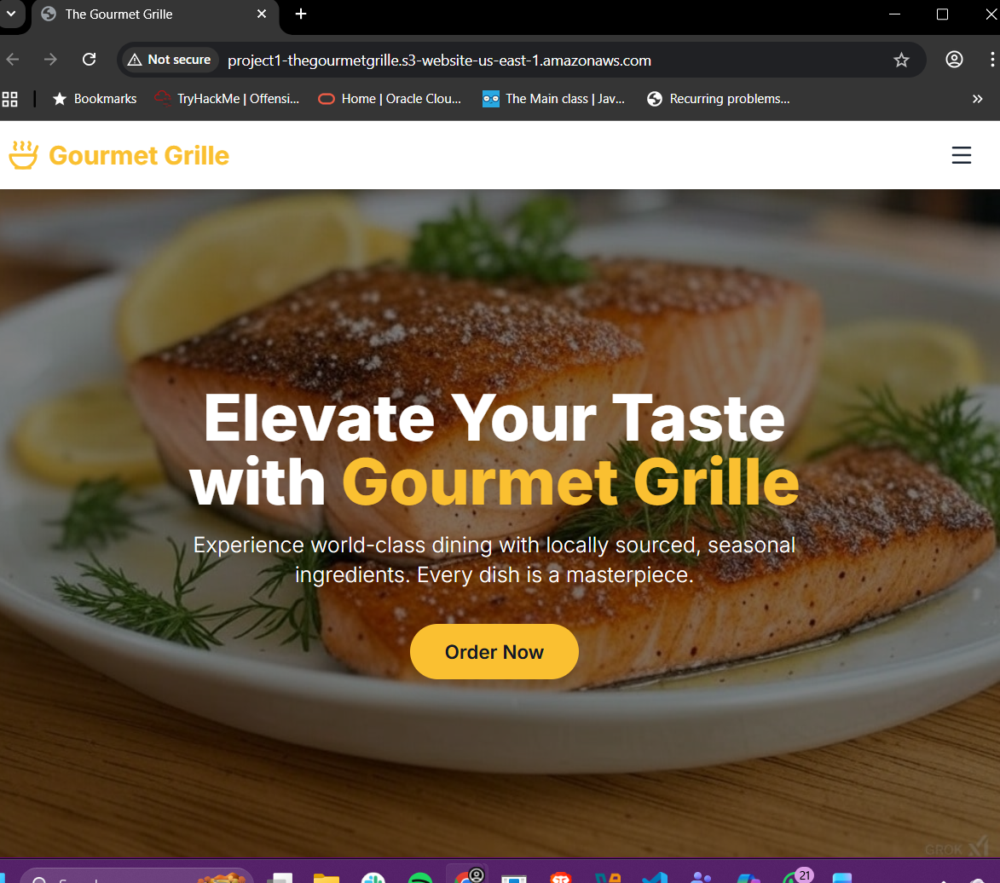 The Gourmet Grille
Not secure
project1-thegourmetgrille.s3-website-us-east-1.amazonaws.com
Bookmarks
TryHackMe | Offensi...
Home | Oracle Clou...
The Main class | Jav...
Recurring problems...
Gourmet Grille
Elevate Your Taste
with Gourmet Grille
Experience world-class dining with locally sourced, seasonal
ingredients. Every dish is a masterpiece.
Order Now
GROK
21